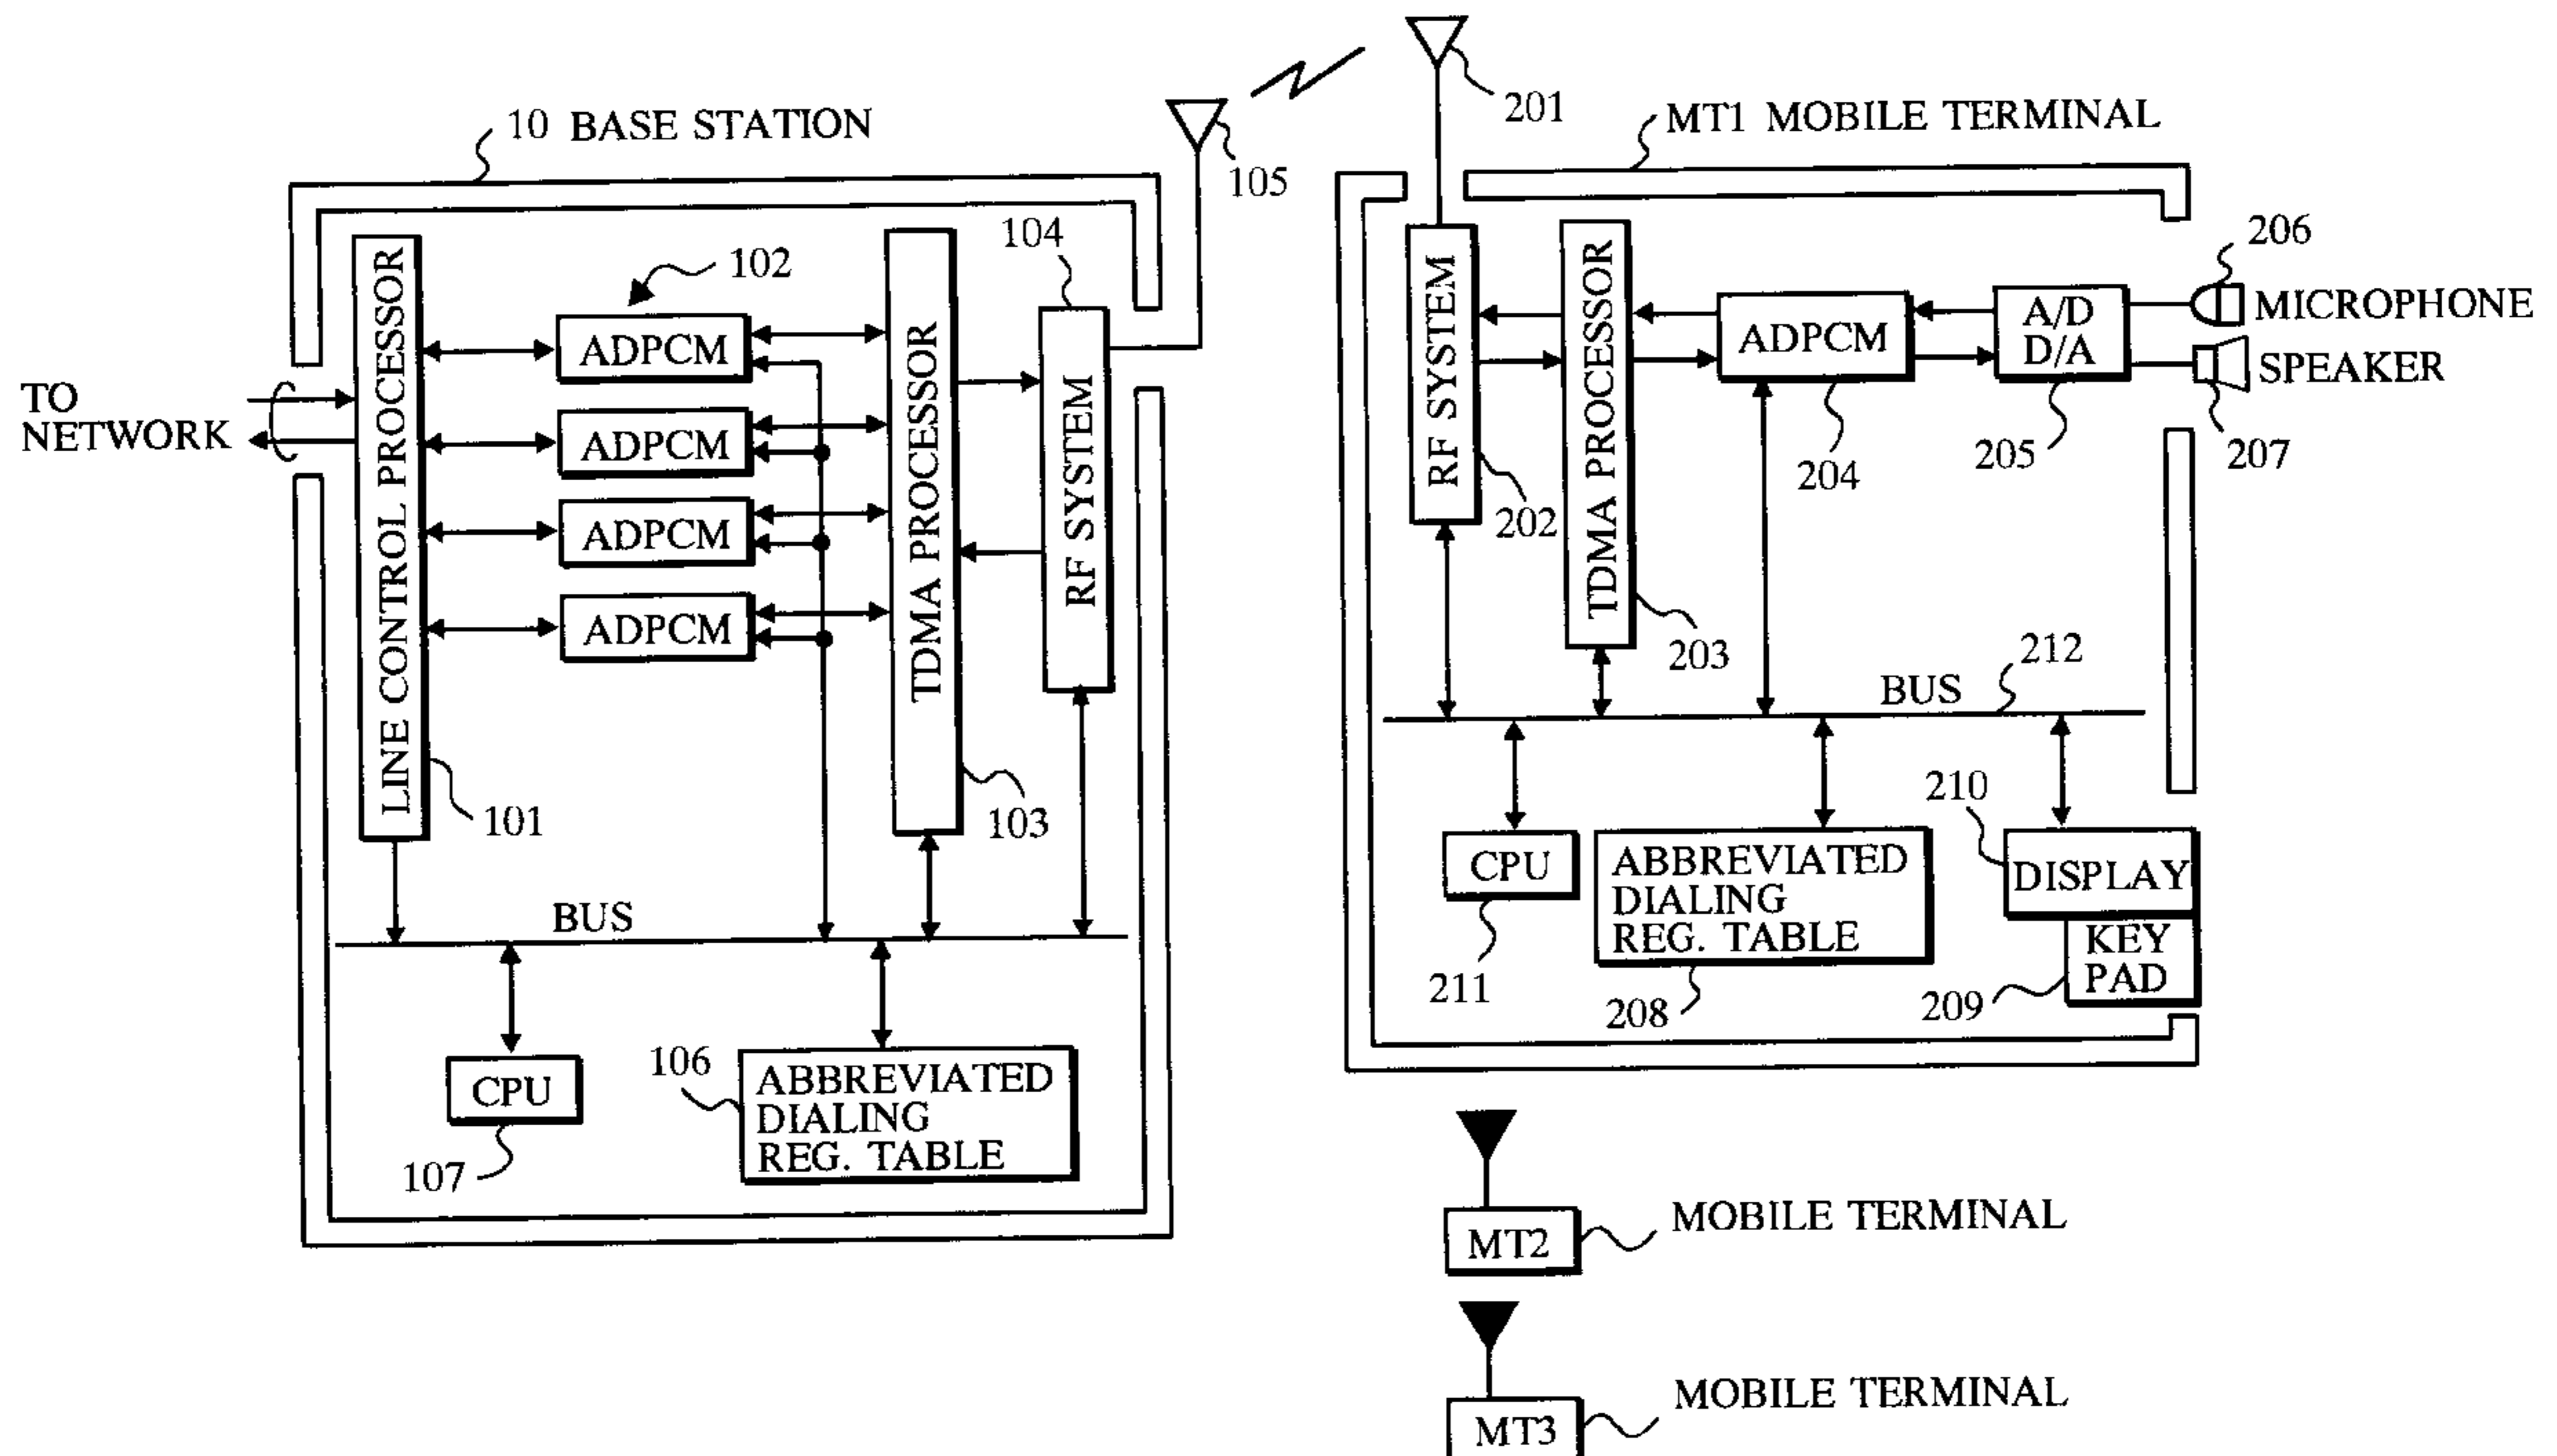 10 BASE STATION
105
LINE CONTROL PROCESSOR
101
102
ADPCM
ADPCM
ADPCM
ADPCM
TDMA PROCESSOR
103
104
RF SYSTEM
TO
NETWORK
BUS
CPU
107
106
ABBREVIATED
DIALING
REG. TABLE
201
MT1 MOBILE TERMINAL
RF SYSTEM
202
TDMA PROCESSOR
203
ADPCM
204
A/D
D/A
205
206
MICROPHONE
SPEAKER
207
BUS
212
CPU
211
ABBREVIATED
DIALING
REG. TABLE
208
210
DISPLAY
KEY
PAD
209
MT2
MOBILE TERMINAL
MT3
MOBILE TERMINAL